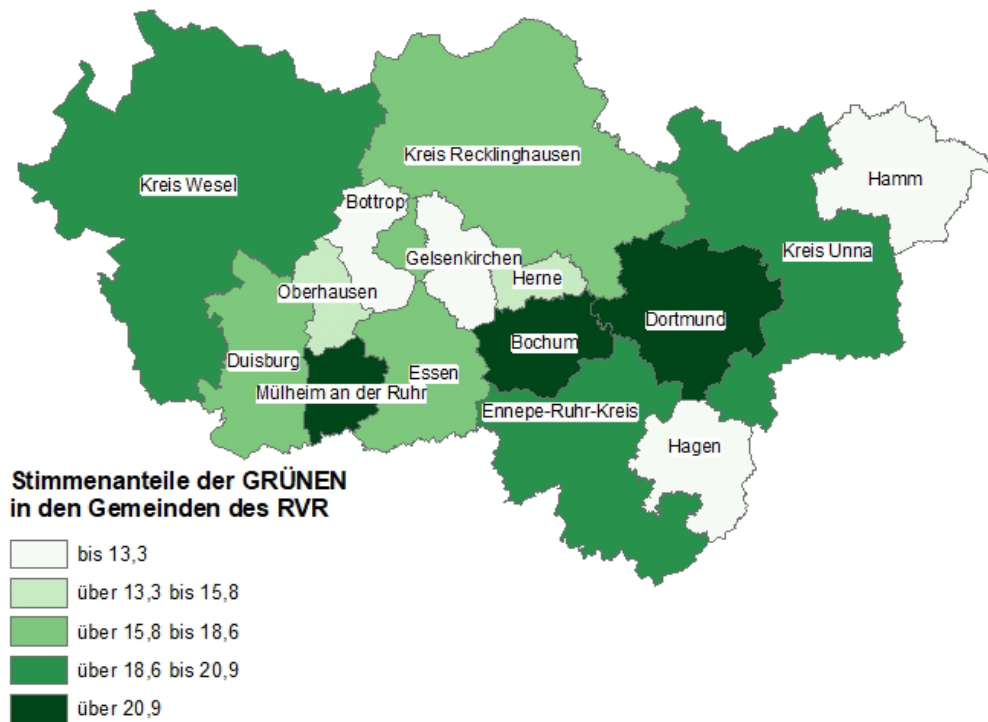 Kreis Recklinghausen
Kreis Wesel
Hamm
Bottrop
Kreis Unna
Gelsenkirchen
Herne
Oberhausen
Dortmund
Bochum
Duisburg
Essen
Mülheim an der Ruhr
Ennepe-Ruhr-Kreis
Hagen
Stimmenanteile der GRÜNEN
in den Gemeinden des RVR
bis 13,3
über 13,3 bis 15,8
über 15,8 bis 18,6
über 18,6 bis 20,9
über 20,9